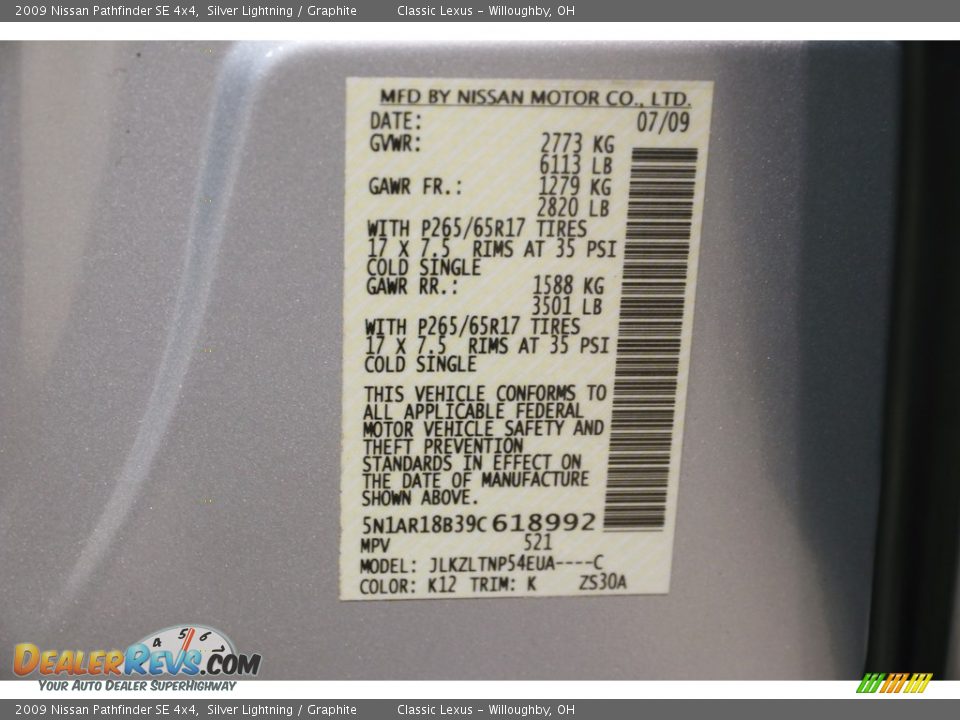 2009 Nissan Pathfinder SE 4x4, Silver Lightning / Graphite Classic Lexus - Willoughby, OH
MFD BY NISSAN MOTOR CO., LTD.
DATE: 07/09
GVWR: 2773 KG
6113 LB
GAWR FR.: 1279 KG
2820 LB
WITH P265/65R17 TIRES
17 X 7.5 RIMS AT 35 PSI
COLD SINGLE
GAWR RR.: 1588 KG
3501 LB
WITH P265/65R17 TIRES
17 X 7.5 RIMS AT 35 PSI
COLD SINGLE
THIS VEHICLE CONFORMS TO
ALL APPLICABLE FEDERAL
MOTOR VEHICLE SAFETY AND
THEFT PREVENTION
STANDARDS IN EFFECT ON
THE DATE OF MANUFACTURE
SHOWN ABOVE.
5N1AR18B39C618992
MPV 521
MODEL: JLKZLTNP54EUA----C
COLOR: K12 TRIM: K ZS30A
4 5 6 7
DEALERREVS.COM
YOUR AUTO DEALER SUPERHIGHWAY
2009 Nissan Pathfinder SE 4x4, Silver Lightning / Graphite Classic Lexus - Willoughby, OH